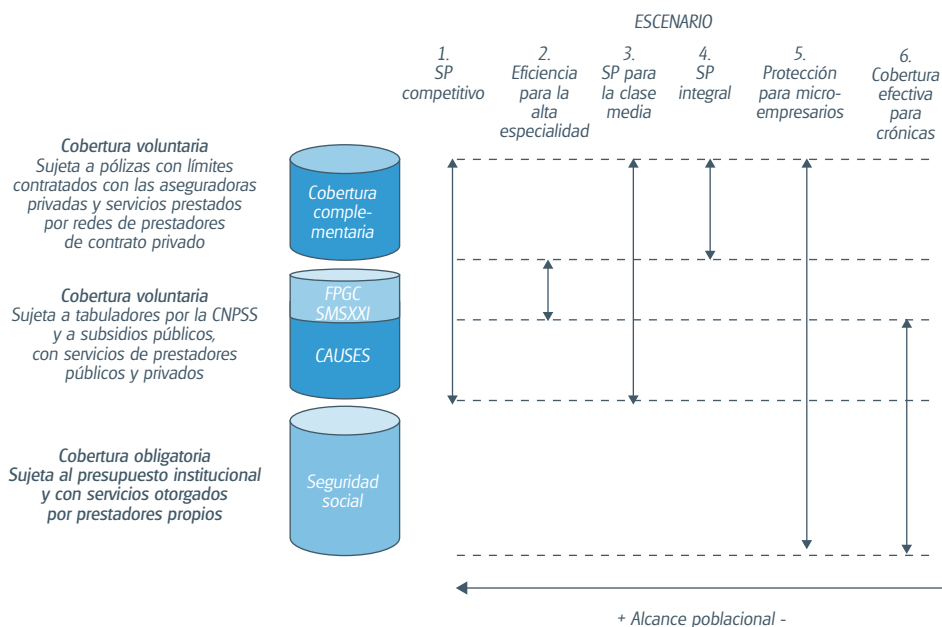 ESCENARIO
1.
SP
competitivo
2.
Eficiencia
para la
alta
especialidad
3.
SP para
la clase
media
4.
SP
integral
5.
Protección
para micro-
empresarios
6.
Cobertura
efectiva
para
crónicas
Cobertura voluntaria
Sujeta a pólizas con límites
contratados con las aseguradoras
privadas y servicios prestados
por redes de prestadores
de contrato privado
Cobertura
comple-
mentaria
Cobertura voluntaria
Sujeta a tabuladores por la CNPSS
y a subsidios públicos,
con servicios de prestadores
públicos y privados
FPGC
SMSXXI
CAUSES
Cobertura obligatoria
Sujeta al presupuesto institucional
y con servicios otorgados
por prestadores propios
Seguridad
social
+ Alcance poblacional -